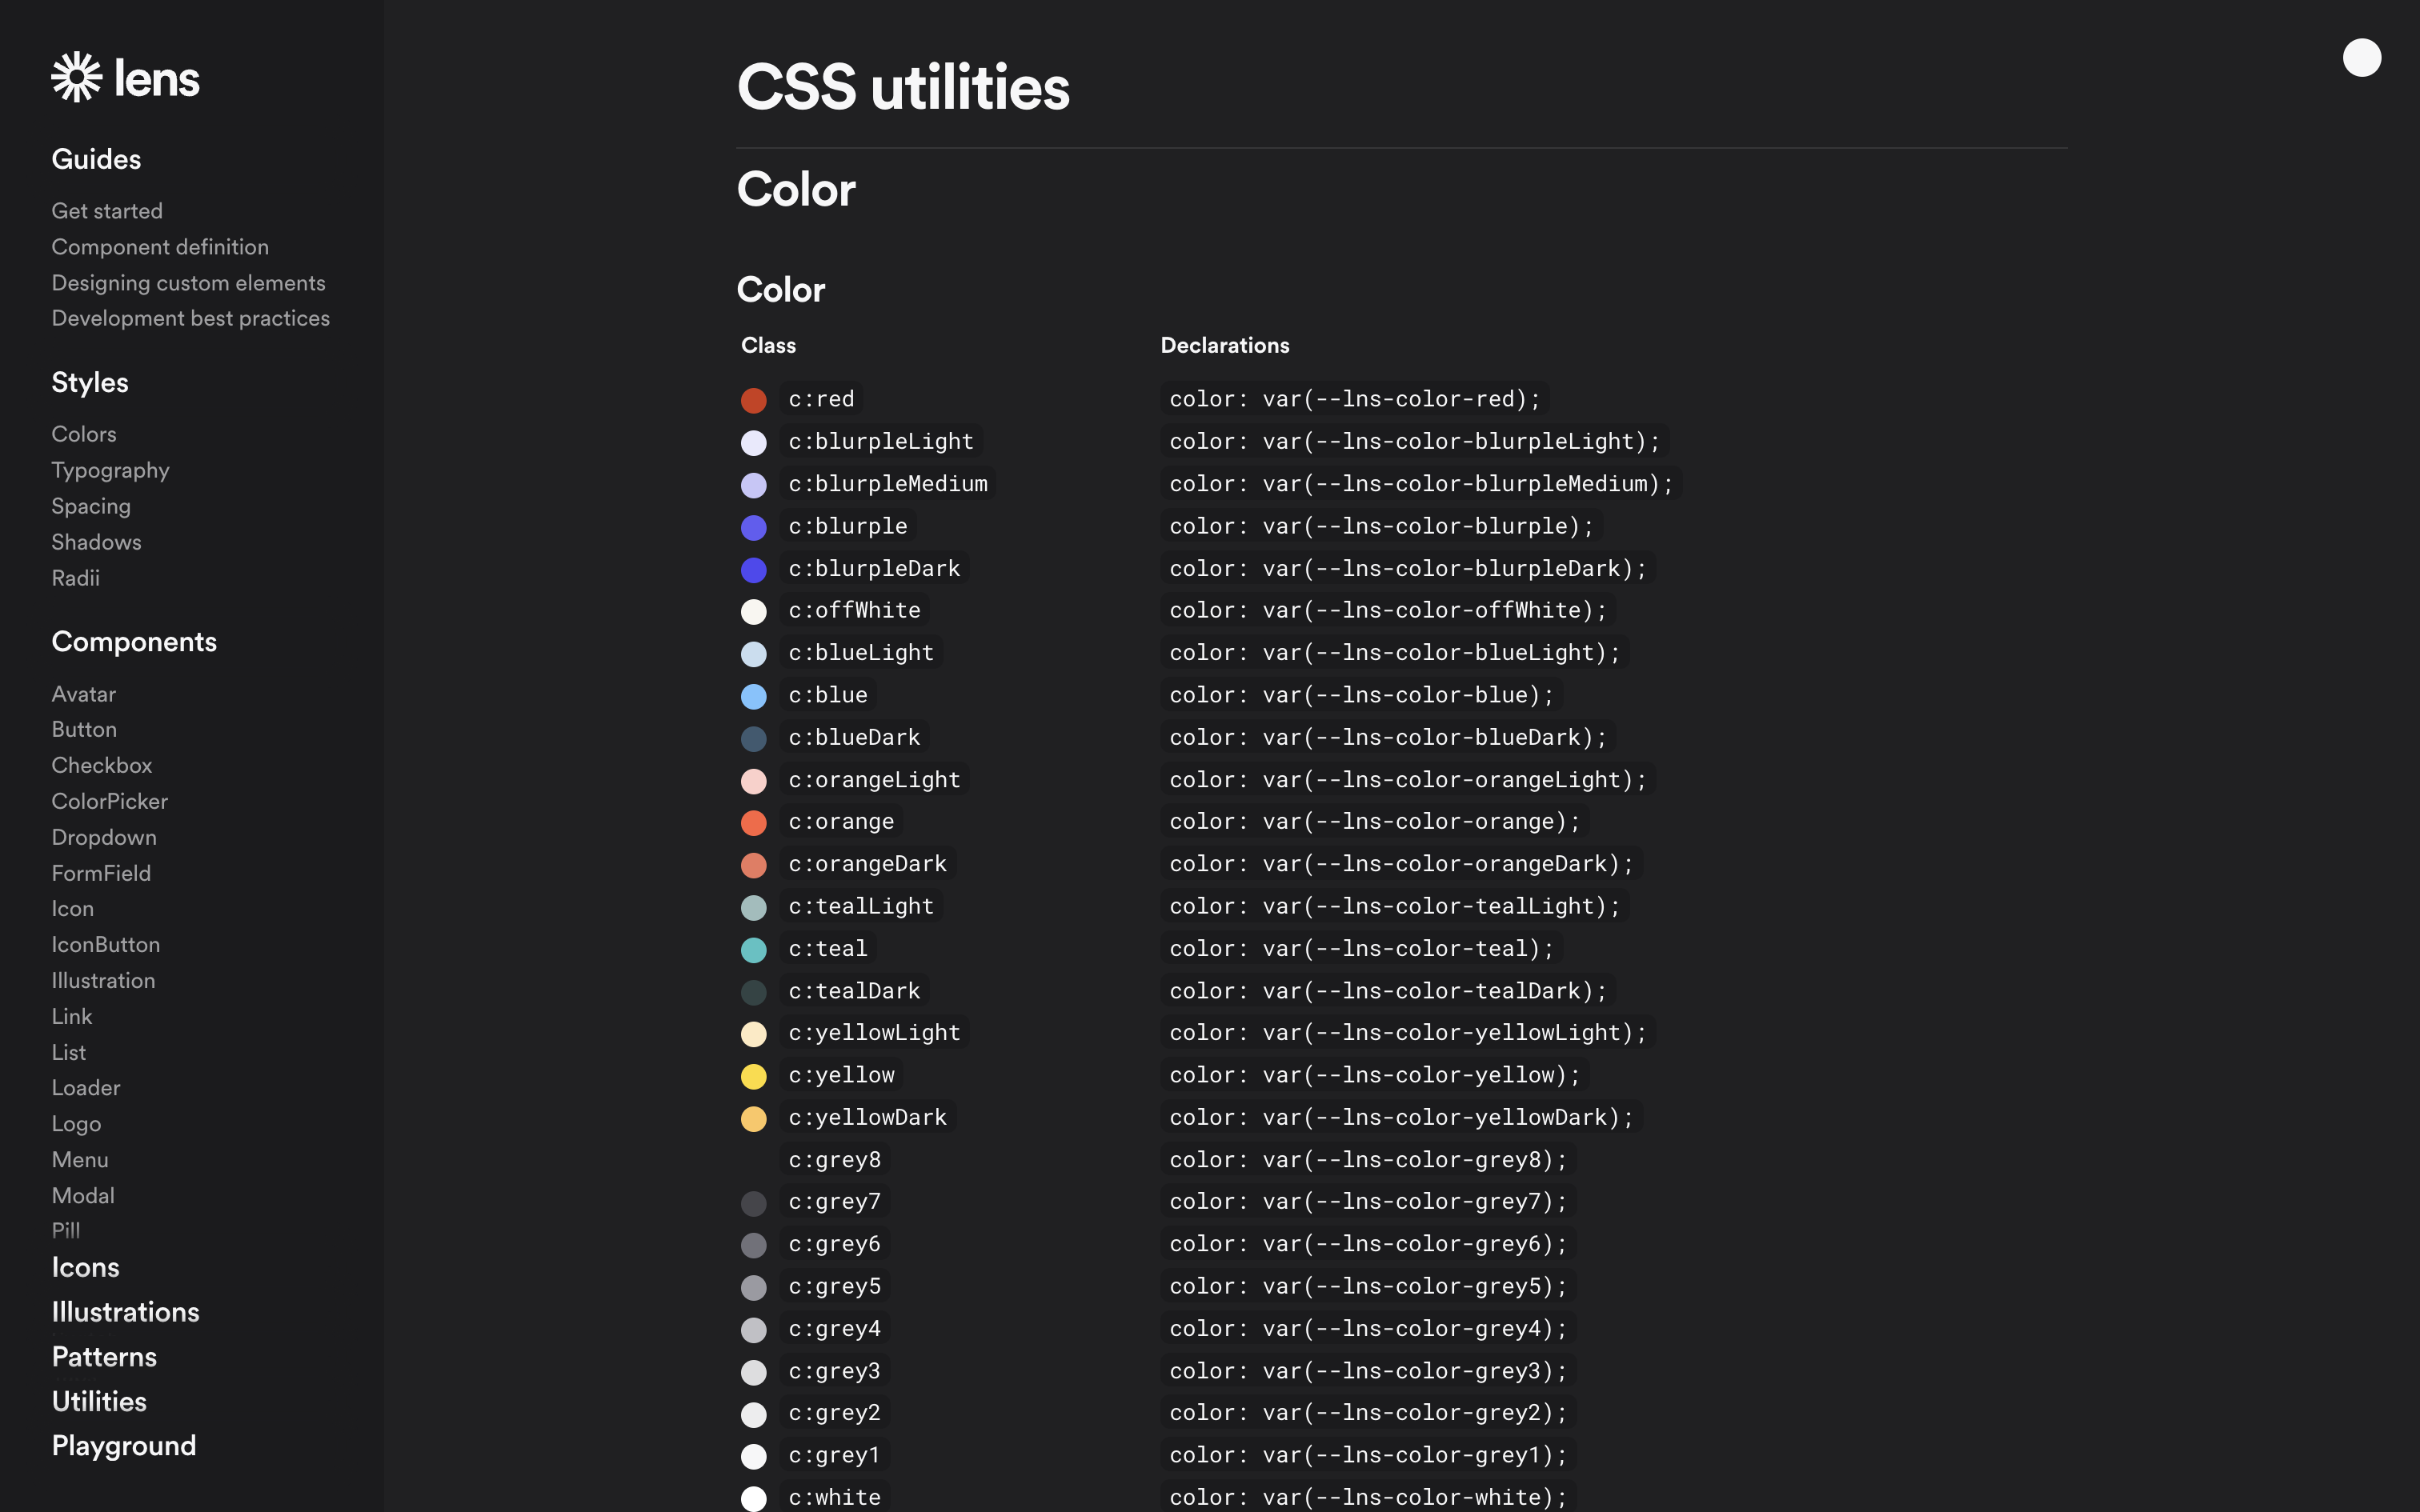 lens
Guides
Get started
Component definition
Designing custom elements
Development best practices
Styles
Colors
Typography
Spacing
Shadows
Radii
Components
Avatar
Button
Checkbox
ColorPicker
Dropdown
FormField
Icon
IconButton
Illustration
Link
List
Loader
Logo
Menu
Modal
Pill
Icons
Illustrations
Patterns
Utilities
Playground
CSS utilities
Color
Color
Class Declarations
c:red color: var(--lns-color-red);
c:blurpleLight color: var(--lns-color-blurpleLight);
c:blurpleMedium color: var(--lns-color-blurpleMedium);
c:blurple color: var(--lns-color-blurple);
c:blurpleDark color: var(--lns-color-blurpleDark);
c:offWhite color: var(--lns-color-offWhite);
c:blueLight color: var(--lns-color-blueLight);
c:blue color: var(--lns-color-blue);
c:blueDark color: var(--lns-color-blueDark);
c:orangeLight color: var(--lns-color-orangeLight);
c:orange color: var(--lns-color-orange);
c:orangeDark color: var(--lns-color-orangeDark);
c:tealLight color: var(--lns-color-tealLight);
c:teal color: var(--lns-color-teal);
c:tealDark color: var(--lns-color-tealDark);
c:yellowLight color: var(--lns-color-yellowLight);
c:yellow color: var(--lns-color-yellow);
c:yellowDark color: var(--lns-color-yellowDark);
c:grey8 color: var(--lns-color-grey8);
c:grey7 color: var(--lns-color-grey7);
c:grey6 color: var(--lns-color-grey6);
c:grey5 color: var(--lns-color-grey5);
c:grey4 color: var(--lns-color-grey4);
c:grey3 color: var(--lns-color-grey3);
c:grey2 color: var(--lns-color-grey2);
c:grey1 color: var(--lns-color-grey1);
c:white color: var(--lns-color-white);